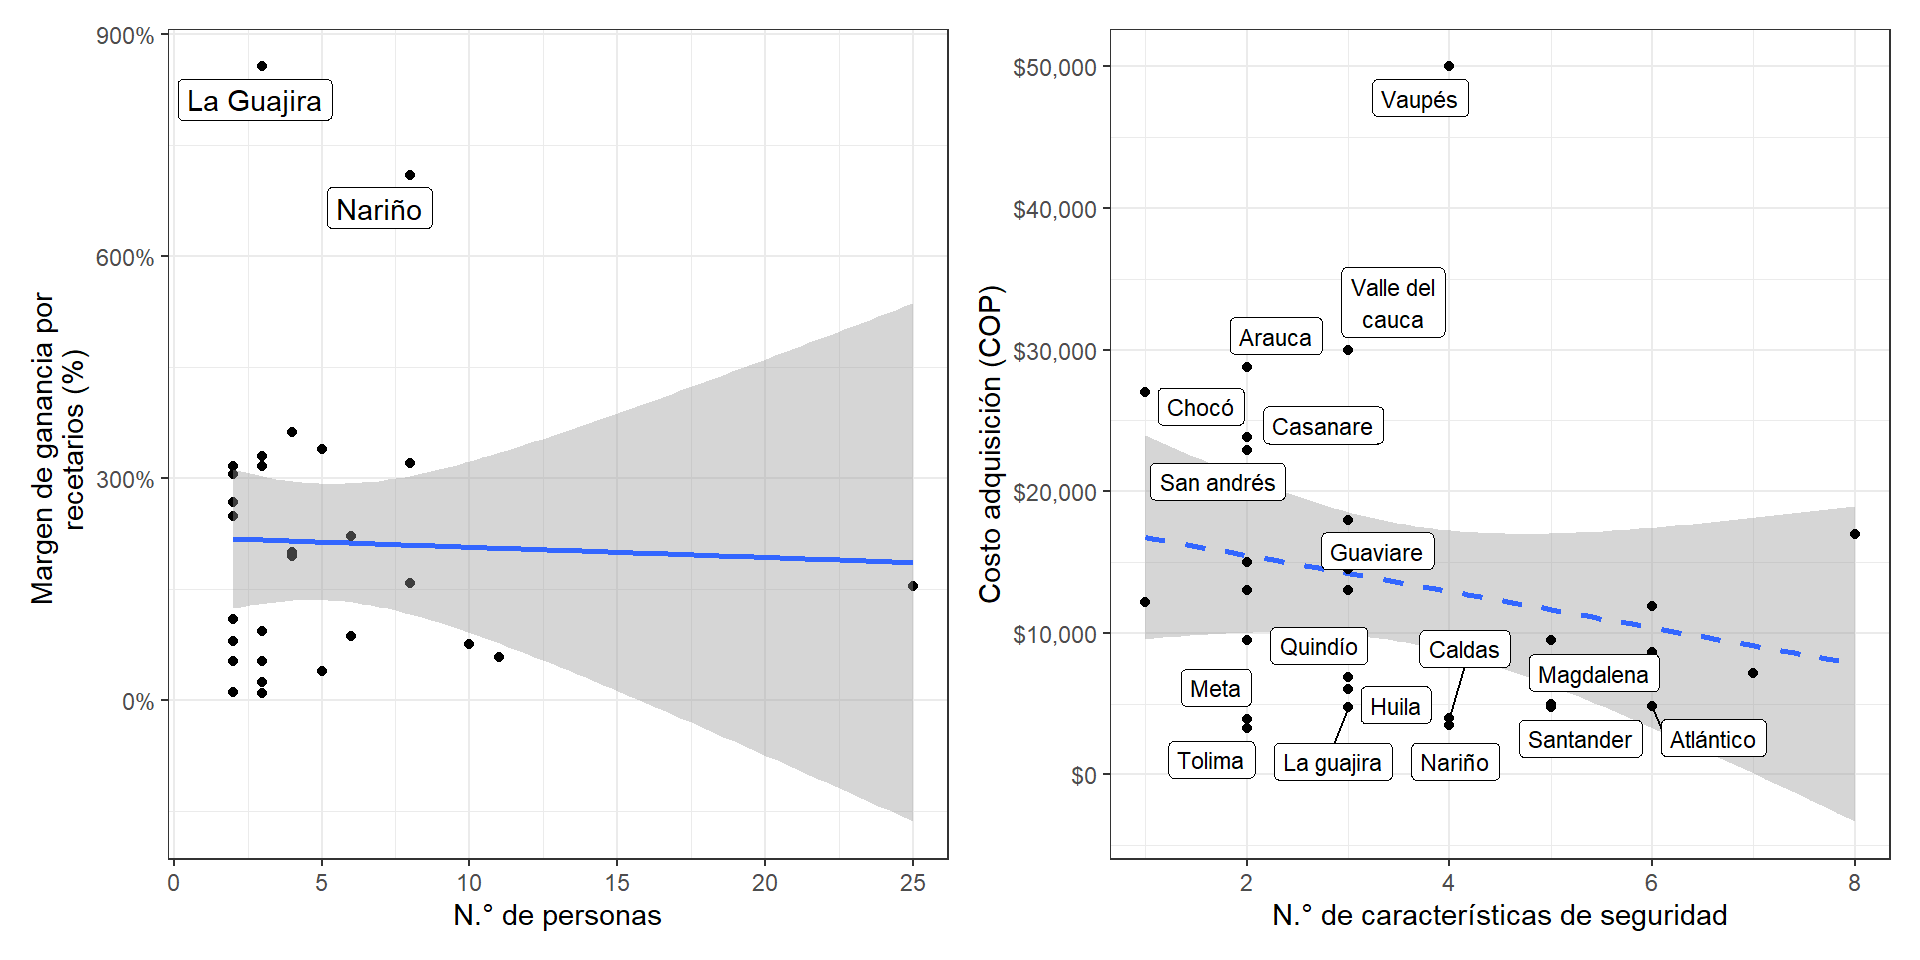 900%
600%
300%
0%
Margen de ganancia por
recetarios (%)
La Guajira
Nariño
0
5
10
15
20
25
N.° de personas
$50,000
$40,000
$30,000
$20,000
$10,000
$0
Costo adquisición (COP)
Vaupés
Valle del
cauca
Arauca
Chocó
Casanare
San andrés
Guaviare
Quindío
Caldas
Magdalena
Meta
Huila
Santander
Atlántico
Tolima
La guajira
Nariño
2
4
6
8
N.° de características de seguridad